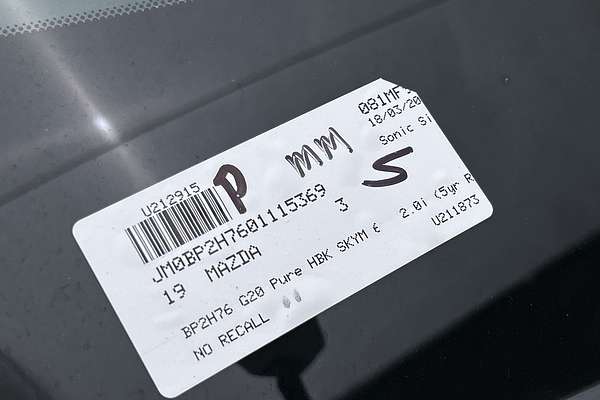 U212915
P
MM
081MF
18/03/20
Sonic Si
S
JM0BP2H7601115369
19 MAZDA
3
BP2H76 G20 Pure HBK SKYM 6 2.0i (5yr R
NO RECALL
U211873